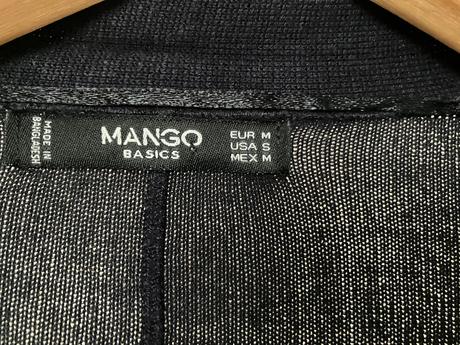 MADE IN
BANGLADESH
MANGO
BASICS
EUR M
USA S
MEX M